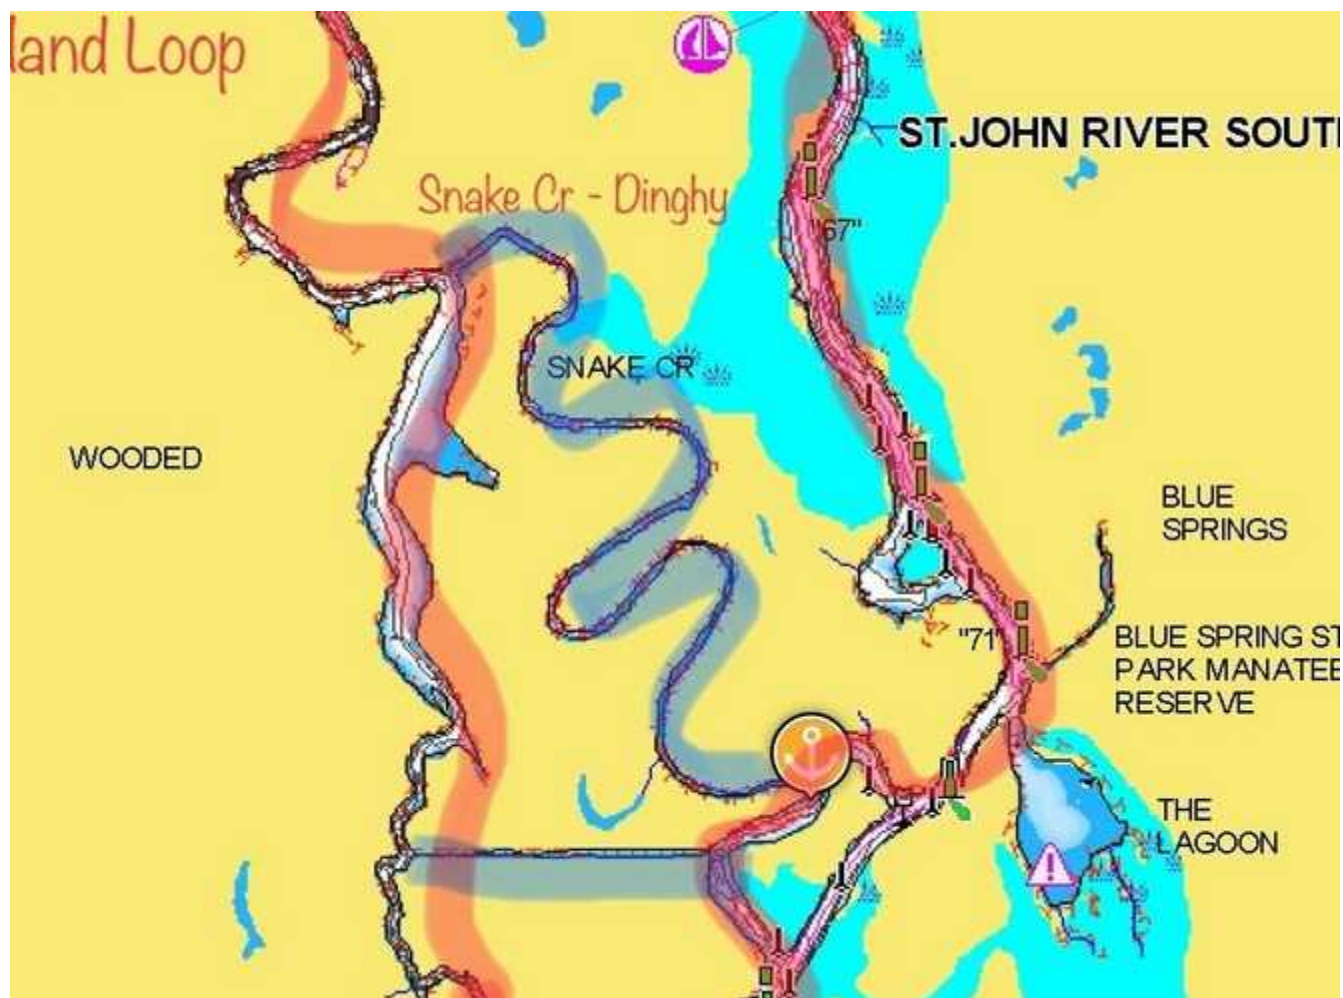 land Loop
ST.JOHN RIVER SOUTH
Snake Cr - Dinghy
"67"
SNAKE CR
WOODED
BLUE
SPRINGS
"71"
BLUE SPRING ST
PARK MANATEE
RESERVE
THE
LAGOON